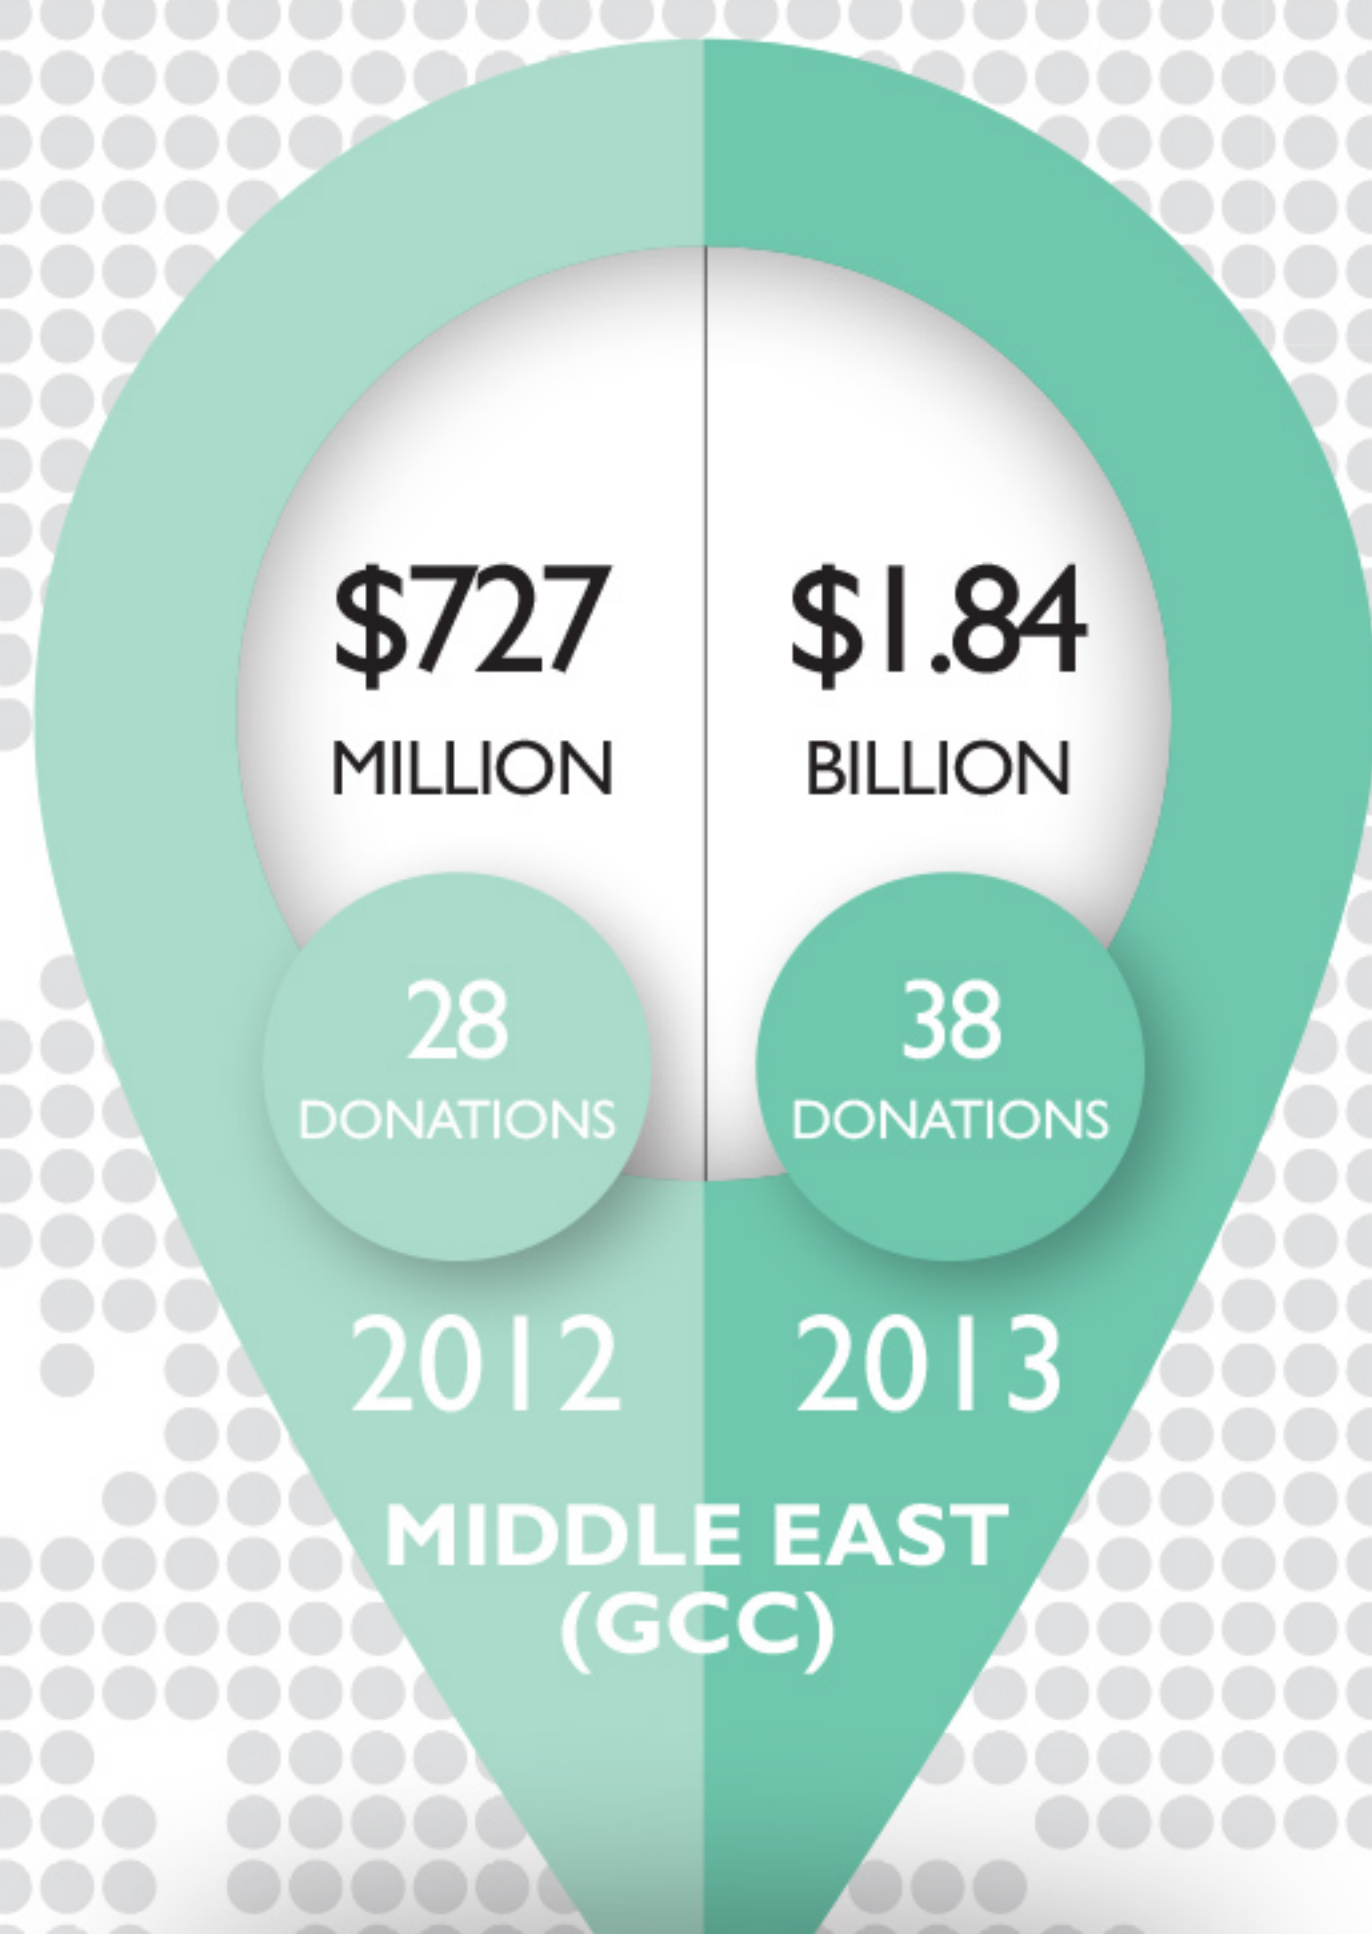 $727
MILLION
$1.84
BILLION
28
DONATIONS
38
DONATIONS
2012
2013
MIDDLE EAST
(GCC)